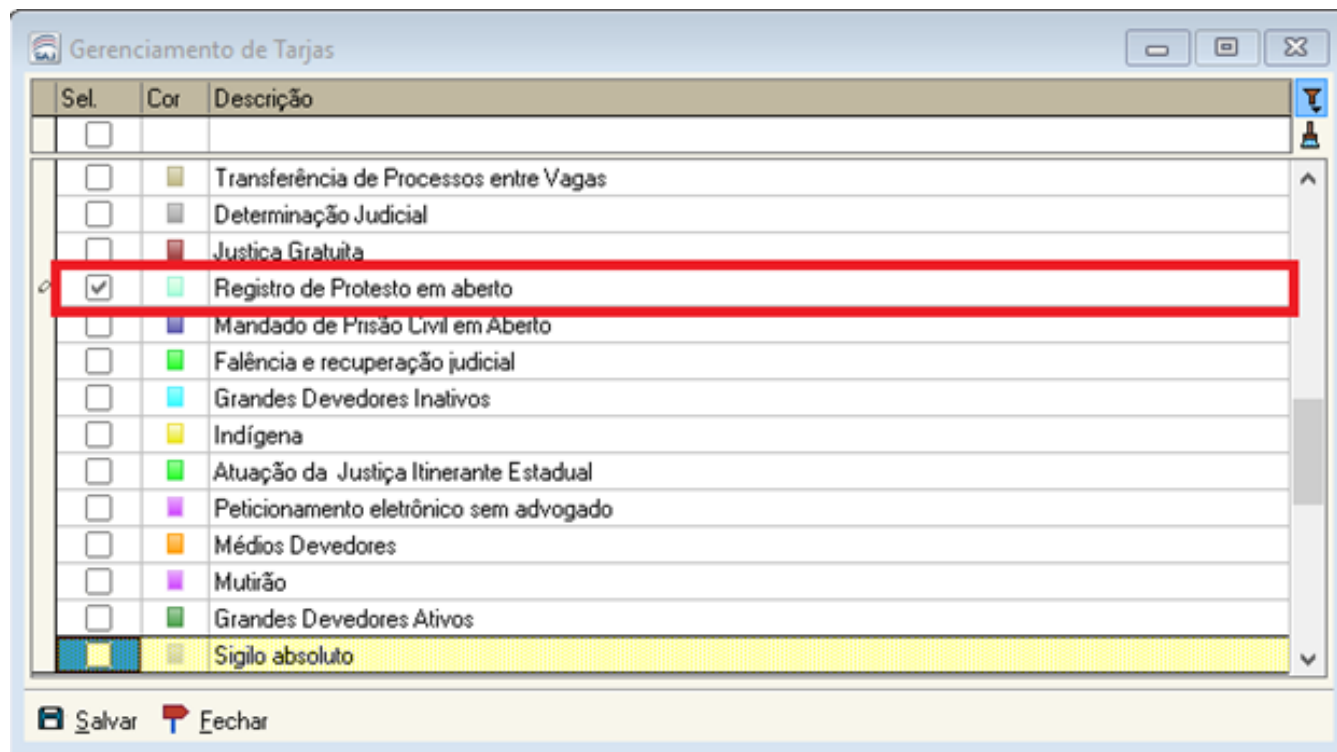 Gerenciamento de Tarjas
Sel. Cor Descrição
Transferência de Processos entre Vagas
Determinação Judicial
Justiça Gratuita
Registro de Protesto em aberto
Mandado de Prisão Civil em Aberto
Falência e recuperação judicial
Grandes Devedores Inativos
Indígena
Atuação da Justiça Itinerante Estadual
Peticionamento eletrônico sem advogado
Médios Devedores
Mutirão
Grandes Devedores Ativos
Sigilo absoluto
Salvar Fechar